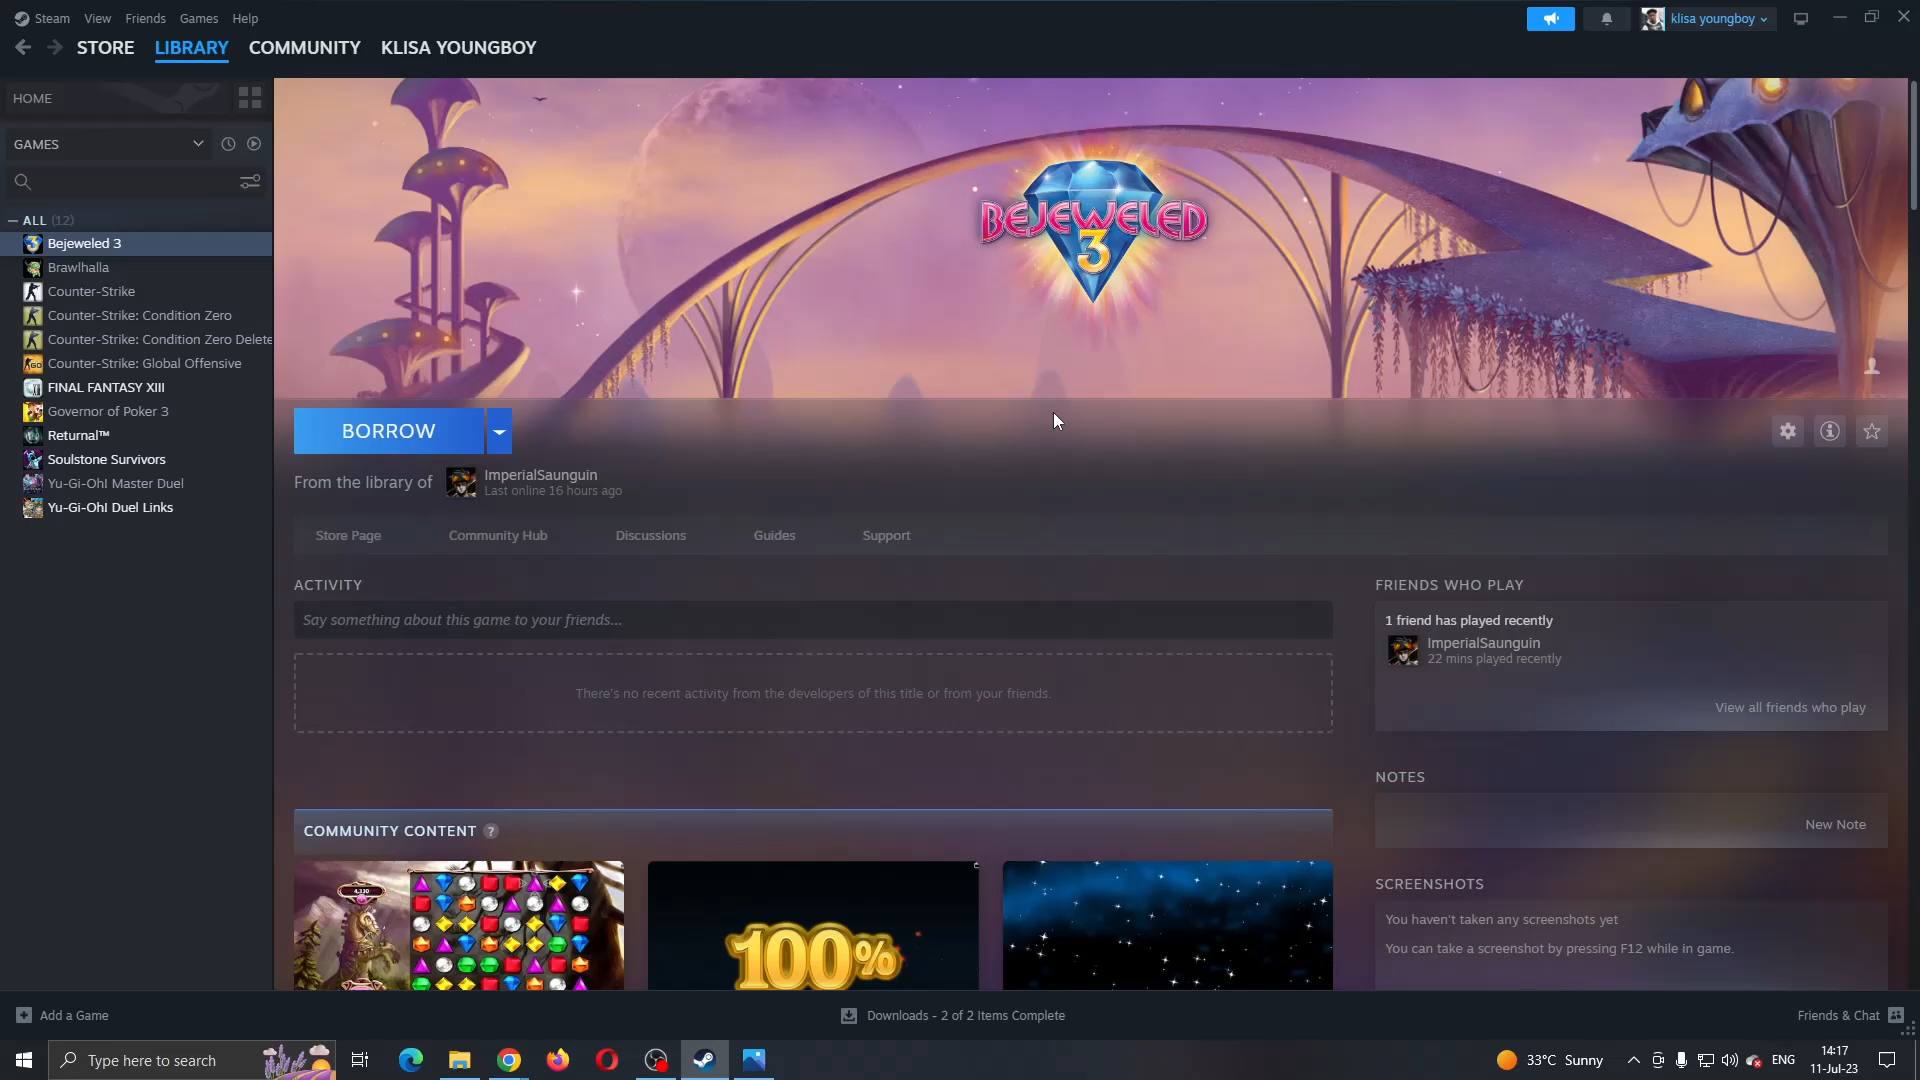 Steam View Friends Games Help
klisa youngboy
STORE LIBRARY COMMUNITY KLISA YOUNGBOY
HOME
GAMES
ALL (12)
Bejeweled 3
Brawlhalla
Counter-Strike
Counter-Strike: Condition Zero
Counter-Strike: Condition Zero Delete
Counter-Strike: Global Offensive
FINAL FANTASY XIII
Governor of Poker 3
Returnal™
Soulstone Survivors
Yu-Gi-Oh! Master Duel
Yu-Gi-Oh! Duel Links
BEJEWELED
3
BORROW
From the library of
ImperialSaunguin
Last online 16 hours ago
Store Page Community Hub Discussions Guides Support
ACTIVITY
Say something about this game to your friends...
There's no recent activity from the developers of this title or from your friends.
FRIENDS WHO PLAY
1 friend has played recently
ImperialSaunguin
22 mins played recently
View all friends who play
NOTES
New Note
COMMUNITY CONTENT ?
4,330
100%
SCREENSHOTS
You haven't taken any screenshots yet
You can take a screenshot by pressing F12 while in game.
Add a Game
Downloads - 2 of 2 Items Complete
Friends & Chat
Type here to search
33°C Sunny
ENG
14:17
11-Jul-23